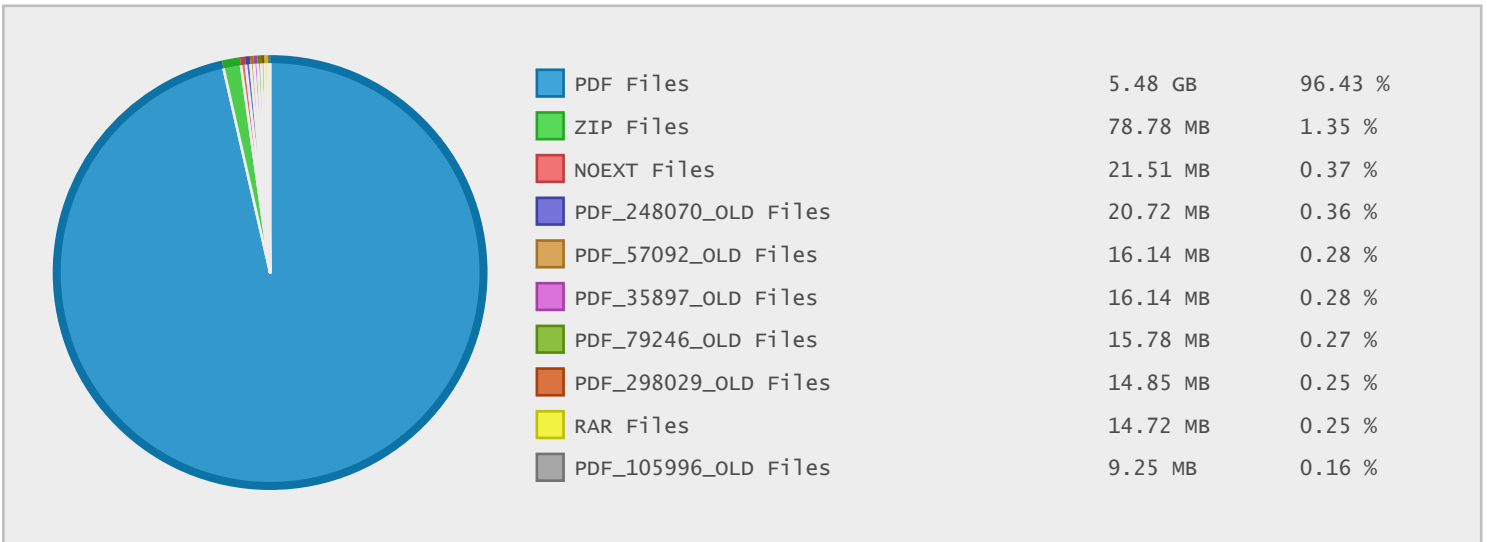 PDF Files 5.48 GB 96.43 %
ZIP Files 78.78 MB 1.35 %
NOEXT Files 21.51 MB 0.37 %
PDF_248070_OLD Files 20.72 MB 0.36 %
PDF_57092_OLD Files 16.14 MB 0.28 %
PDF_35897_OLD Files 16.14 MB 0.28 %
PDF_79246_OLD Files 15.78 MB 0.27 %
PDF_298029_OLD Files 14.85 MB 0.25 %
RAR Files 14.72 MB 0.25 %
PDF_105996_OLD Files 9.25 MB 0.16 %